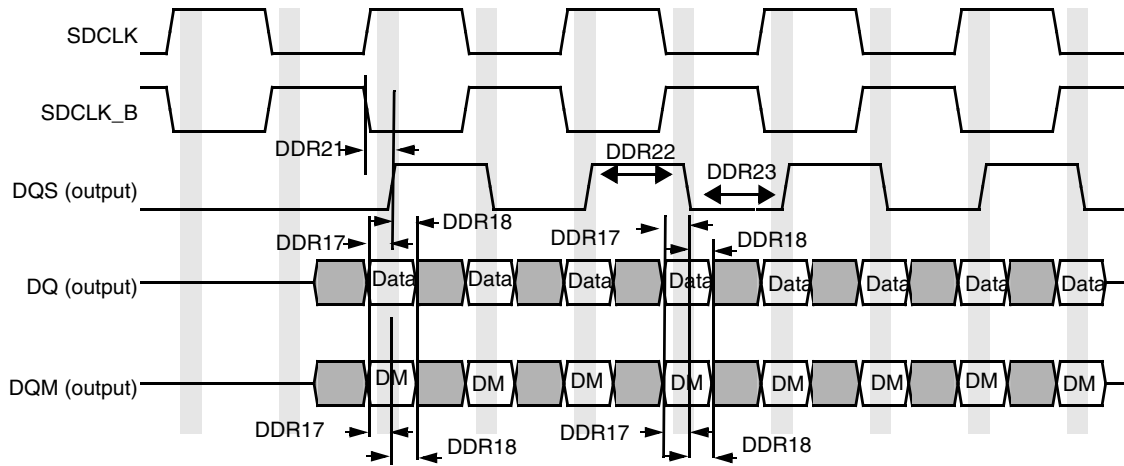 SDCLK
SDCLK_B
DDR21
DDR22
DDR23
DQS (output)
DDR18
DDR17
DDR17
DDR18
DQ (output)
Data
Data
Data
Data
Data
Data
Data
Data
DQM (output)
DM
DM
DM
DM
DM
DM
DM
DM
DDR17
DDR18
DDR17
DDR18